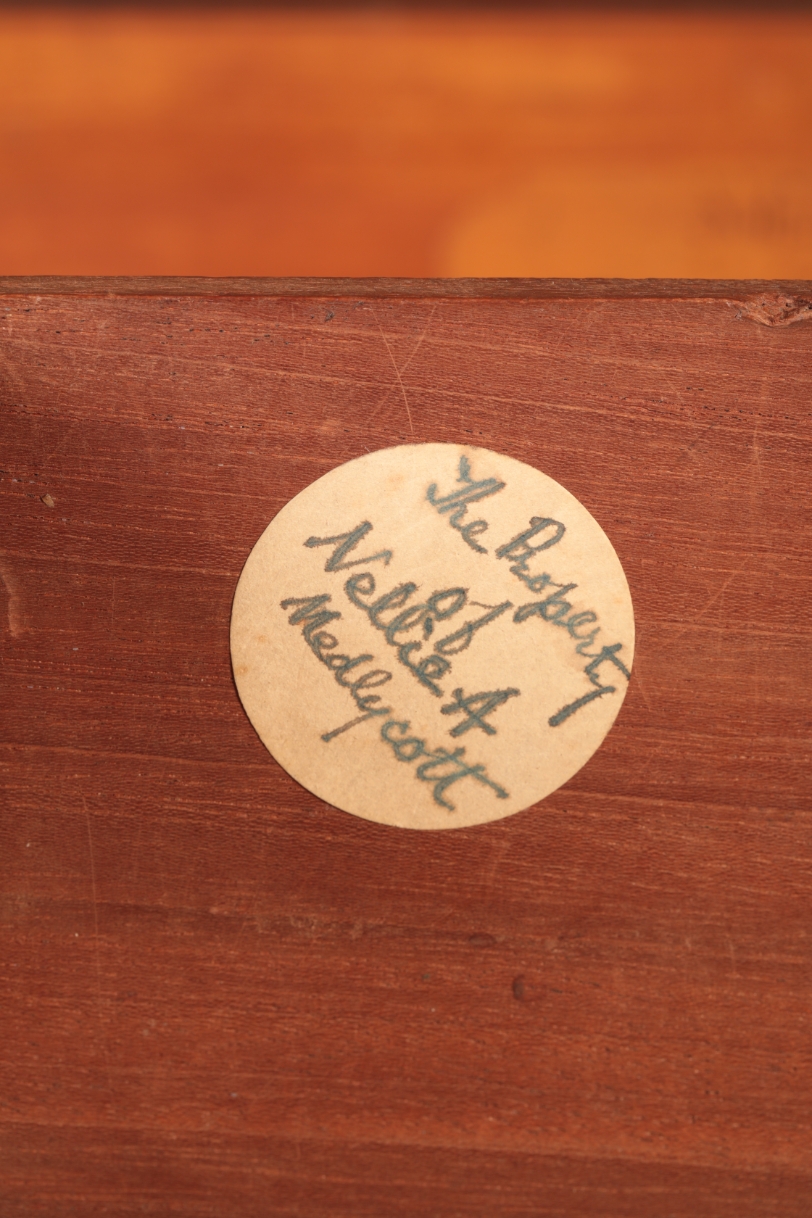 The Property
of
Nellie A
Medlycott